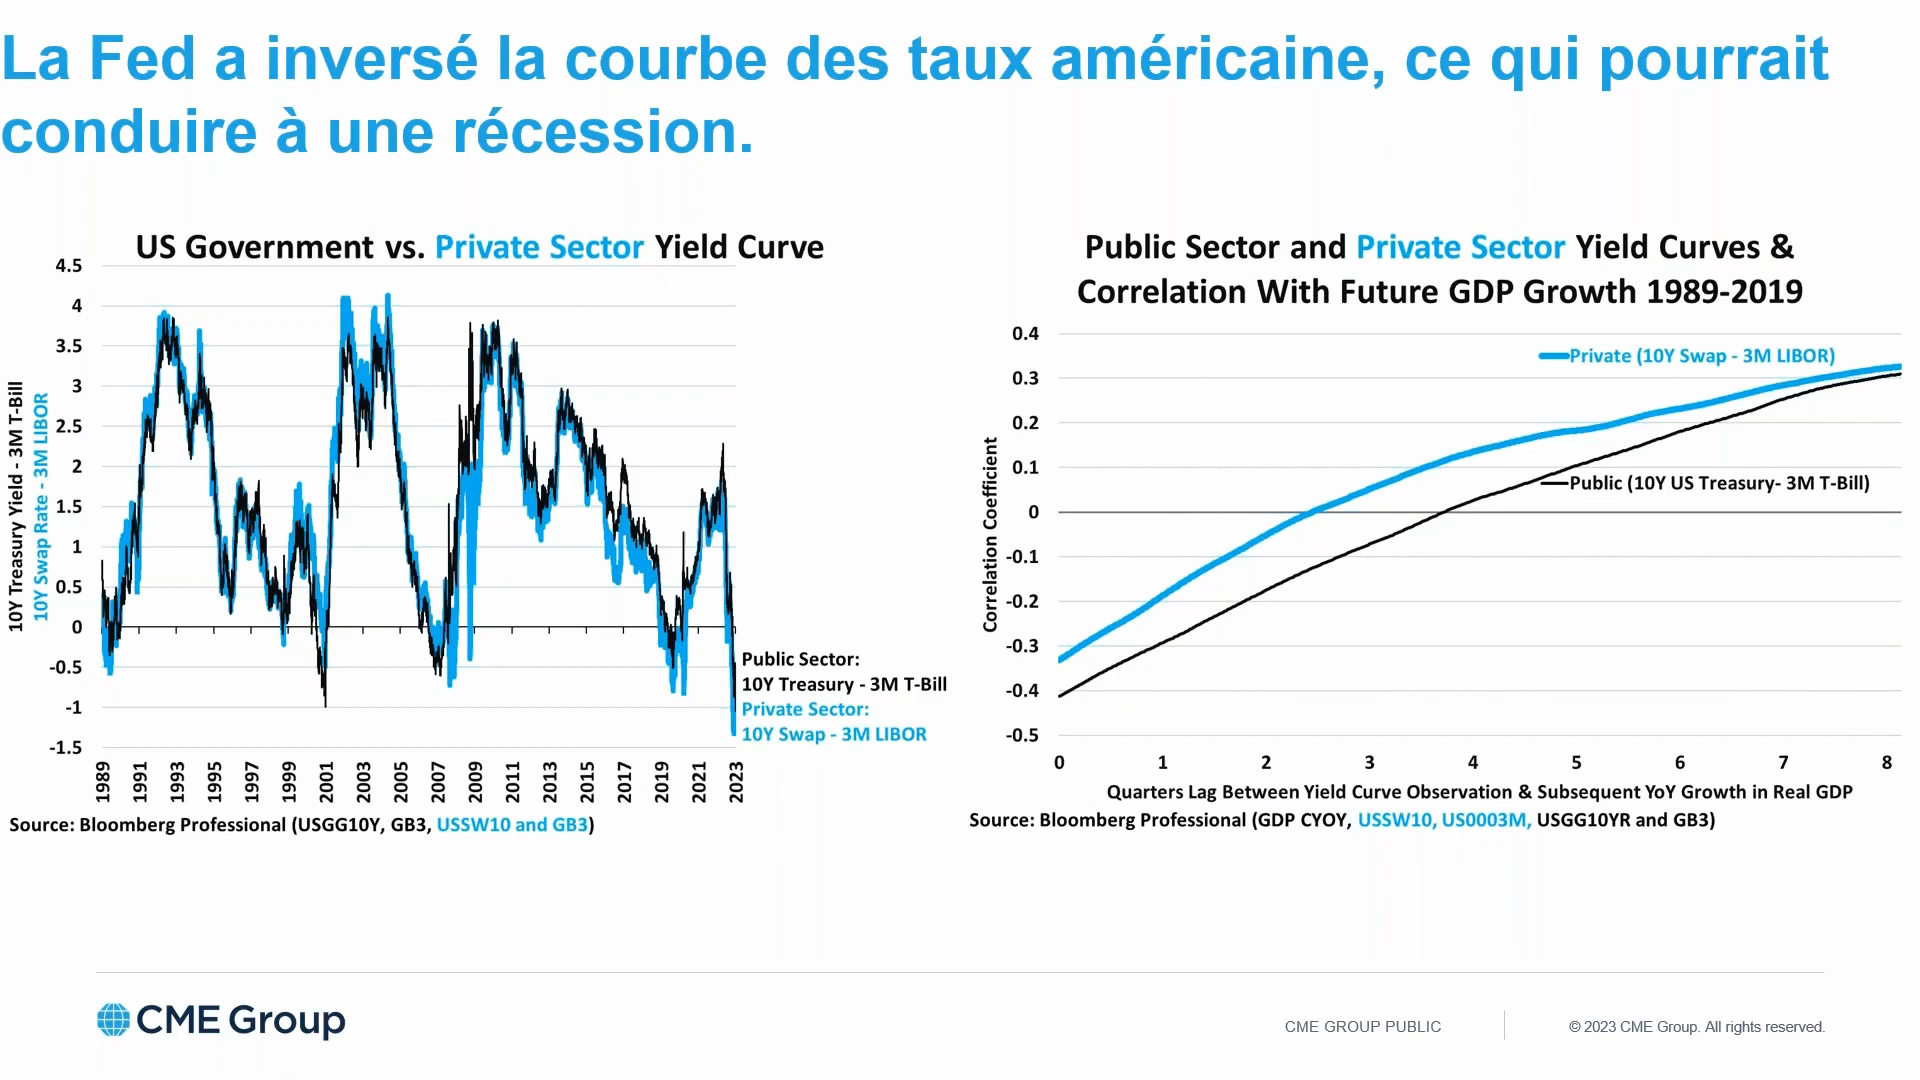 La Fed a inversé la courbe des taux américaine, ce qui pourrait
conduire à une récession.
US Government vs. Private Sector Yield Curve
10Y Treasury Yield - 3M T-Bill
10Y Swap Rate - 3M LIBOR
4.5
4
3.5
3
2.5
2
1.5
1
0.5
0
-0.5
-1
-1.5
1989
1991
1993
1995
1997
1999
2001
2003
2005
2007
2009
2011
2013
2015
2017
2019
2021
2023
Public Sector:
10Y Treasury - 3M T-Bill
Private Sector:
10Y Swap - 3M LIBOR
Source: Bloomberg Professional (USGG10Y, GB3, USSW10 and GB3)
Public Sector and Private Sector Yield Curves &
Correlation With Future GDP Growth 1989-2019
Correlation Coefficient
0.4
0.3
0.2
0.1
0
-0.1
-0.2
-0.3
-0.4
-0.5
Private (10Y Swap - 3M LIBOR)
Public (10Y US Treasury- 3M T-Bill)
0
1
2
3
4
5
6
7
8
Quarters Lag Between Yield Curve Observation & Subsequent YoY Growth in Real GDP
Source: Bloomberg Professional (GDP CYOY, USSW10, US0003M, USGG10YR and GB3)
CME Group
CME GROUP PUBLIC
© 2023 CME Group. All rights reserved.